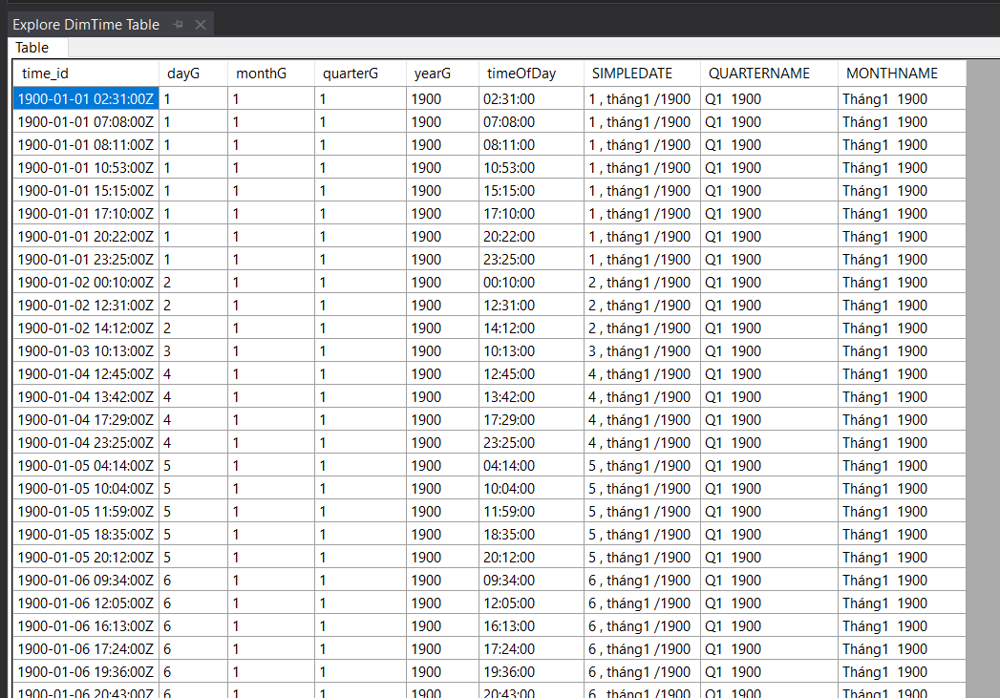 Explore DimTime Table
Table
time_id dayG monthG quarterG yearG timeOfDay SIMPLEDATE QUARTERNAME MONTHNAME
1900-01-01 02:31:00Z 1 1 1 1900 02:31:00 1 , tháng1 /1900 Q1 1900 Tháng1 1900
1900-01-01 07:08:00Z 1 1 1 1900 07:08:00 1 , tháng1 /1900 Q1 1900 Tháng1 1900
1900-01-01 08:11:00Z 1 1 1 1900 08:11:00 1 , tháng1 /1900 Q1 1900 Tháng1 1900
1900-01-01 10:53:00Z 1 1 1 1900 10:53:00 1 , tháng1 /1900 Q1 1900 Tháng1 1900
1900-01-01 15:15:00Z 1 1 1 1900 15:15:00 1 , tháng1 /1900 Q1 1900 Tháng1 1900
1900-01-01 17:10:00Z 1 1 1 1900 17:10:00 1 , tháng1 /1900 Q1 1900 Tháng1 1900
1900-01-01 20:22:00Z 1 1 1 1900 20:22:00 1 , tháng1 /1900 Q1 1900 Tháng1 1900
1900-01-01 23:25:00Z 1 1 1 1900 23:25:00 1 , tháng1 /1900 Q1 1900 Tháng1 1900
1900-01-02 00:10:00Z 2 1 1 1900 00:10:00 2 , tháng1 /1900 Q1 1900 Tháng1 1900
1900-01-02 12:31:00Z 2 1 1 1900 12:31:00 2 , tháng1 /1900 Q1 1900 Tháng1 1900
1900-01-02 14:12:00Z 2 1 1 1900 14:12:00 2 , tháng1 /1900 Q1 1900 Tháng1 1900
1900-01-03 10:13:00Z 3 1 1 1900 10:13:00 3 , tháng1 /1900 Q1 1900 Tháng1 1900
1900-01-04 12:45:00Z 4 1 1 1900 12:45:00 4 , tháng1 /1900 Q1 1900 Tháng1 1900
1900-01-04 13:42:00Z 4 1 1 1900 13:42:00 4 , tháng1 /1900 Q1 1900 Tháng1 1900
1900-01-04 17:29:00Z 4 1 1 1900 17:29:00 4 , tháng1 /1900 Q1 1900 Tháng1 1900
1900-01-04 23:25:00Z 4 1 1 1900 23:25:00 4 , tháng1 /1900 Q1 1900 Tháng1 1900
1900-01-05 04:14:00Z 5 1 1 1900 04:14:00 5 , tháng1 /1900 Q1 1900 Tháng1 1900
1900-01-05 10:04:00Z 5 1 1 1900 10:04:00 5 , tháng1 /1900 Q1 1900 Tháng1 1900
1900-01-05 11:59:00Z 5 1 1 1900 11:59:00 5 , tháng1 /1900 Q1 1900 Tháng1 1900
1900-01-05 18:35:00Z 5 1 1 1900 18:35:00 5 , tháng1 /1900 Q1 1900 Tháng1 1900
1900-01-05 20:12:00Z 5 1 1 1900 20:12:00 5 , tháng1 /1900 Q1 1900 Tháng1 1900
1900-01-06 09:34:00Z 6 1 1 1900 09:34:00 6 , tháng1 /1900 Q1 1900 Tháng1 1900
1900-01-06 12:05:00Z 6 1 1 1900 12:05:00 6 , tháng1 /1900 Q1 1900 Tháng1 1900
1900-01-06 16:13:00Z 6 1 1 1900 16:13:00 6 , tháng1 /1900 Q1 1900 Tháng1 1900
1900-01-06 17:24:00Z 6 1 1 1900 17:24:00 6 , tháng1 /1900 Q1 1900 Tháng1 1900
1900-01-06 19:36:00Z 6 1 1 1900 19:36:00 6 , tháng1 /1900 Q1 1900 Tháng1 1900
1900-01-06 20:43:00Z 6 1 1 1900 20:43:00 6 , tháng1 /1900 Q1 1900 Tháng1 1900